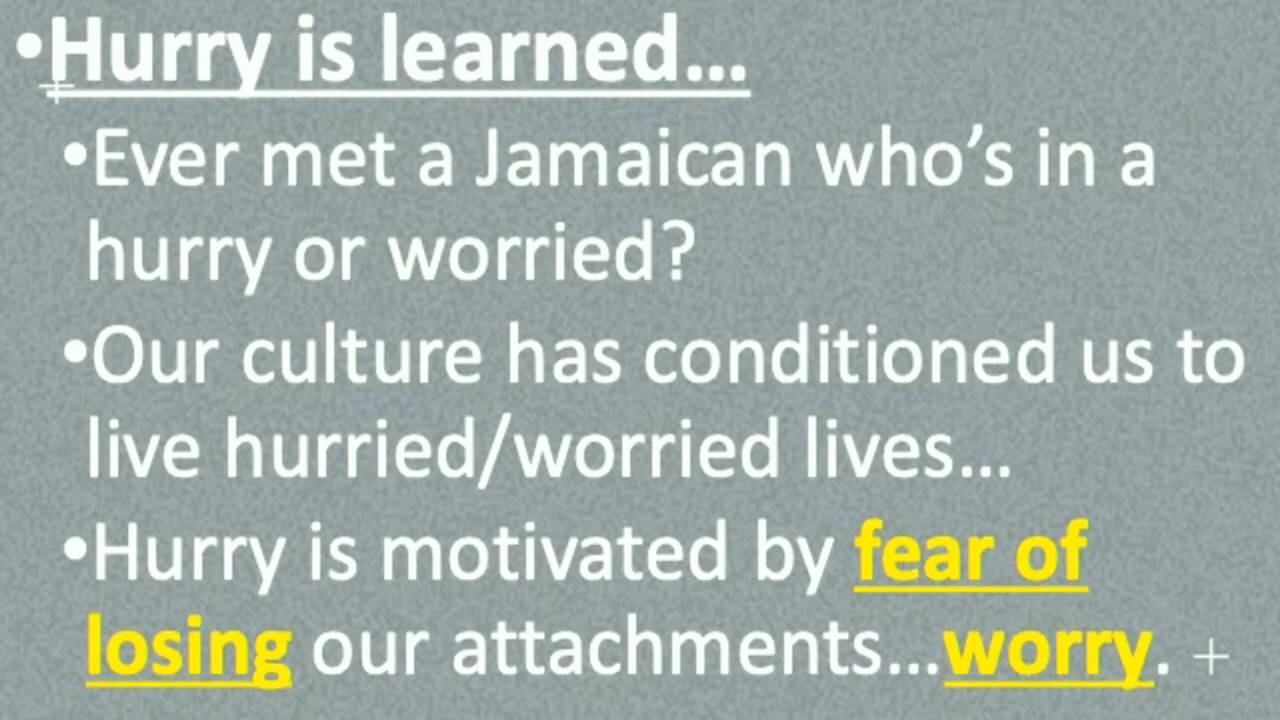 •Hurry is learned...
•Ever met a Jamaican who’s in a
hurry or worried?
•Our culture has conditioned us to
live hurried/worried lives...
•Hurry is motivated by fear of
losing our attachments...worry.